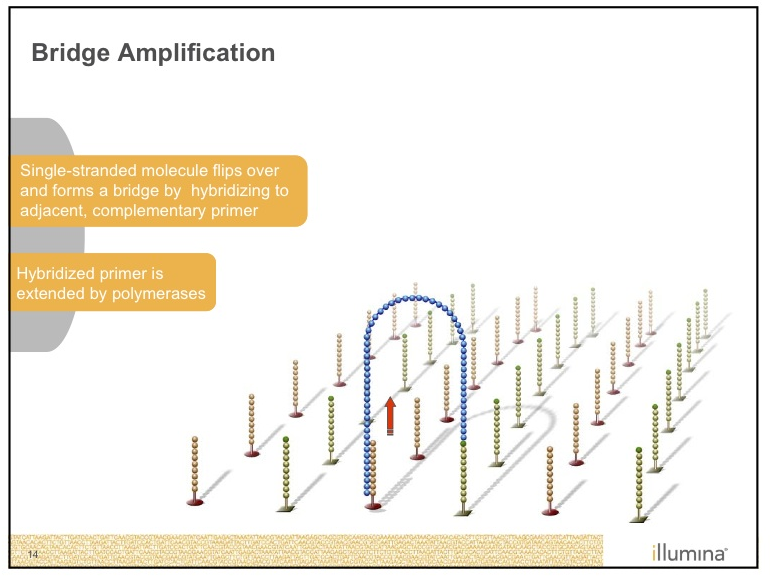 Bridge Amplification
Single-stranded molecule flips over
and forms a bridge by  hybridizing to
adjacent, complementary primer
Hybridized primer is
extended by polymerases
14
illumina